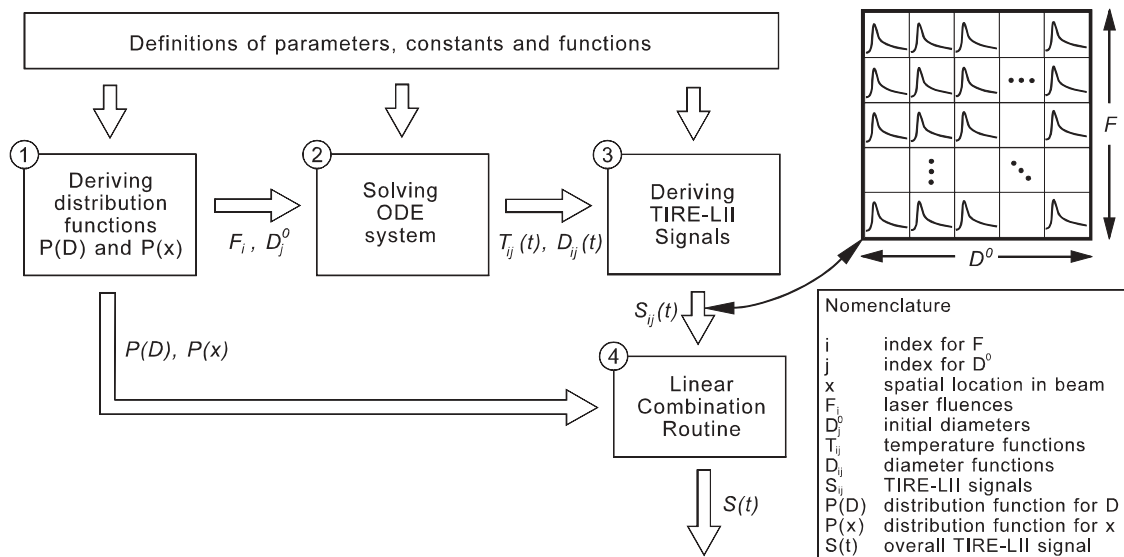 Definitions of parameters, constants and functions
1
Deriving
distribution
functions
P(D) and P(x)
F_i , D_j^0
2
Solving
ODE
system
T_ij(t), D_ij(t)
3
Deriving
TIRE-LII
Signals
F
D^0
S_ij(t)
P(D), P(x)
4
Linear
Combination
Routine
S(t)
Nomenclature
i index for F
j index for D^0
x spatial location in beam
F_i laser fluences
D_j^0 initial diameters
T_ij temperature functions
D_ij diameter functions
S_ij TIRE-LII signals
P(D) distribution function for D
P(x) distribution function for x
S(t) overall TIRE-LII signal